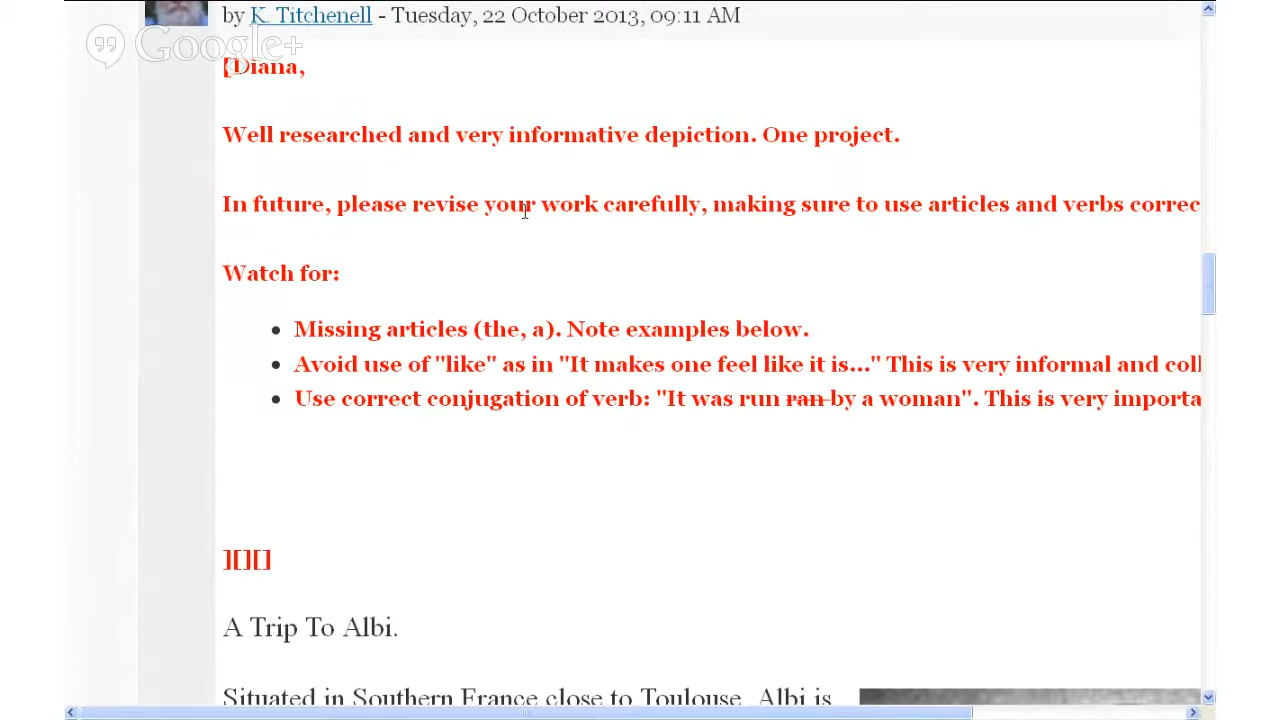 by K. Titchenell - Tuesday, 22 October 2013, 09:11 AM
Google+
[Diana,
Well researched and very informative depiction. One project.
In future, please revise your work carefully, making sure to use articles and verbs correc
Watch for:
Missing articles (the, a). Note examples below.
Avoid use of "like" as in "It makes one feel like it is..." This is very informal and coll
Use correct conjugation of verb: "It was run ran by a woman". This is very importa
][][]
A Trip To Albi.
Situated in Southern France close to Toulouse, Albi is